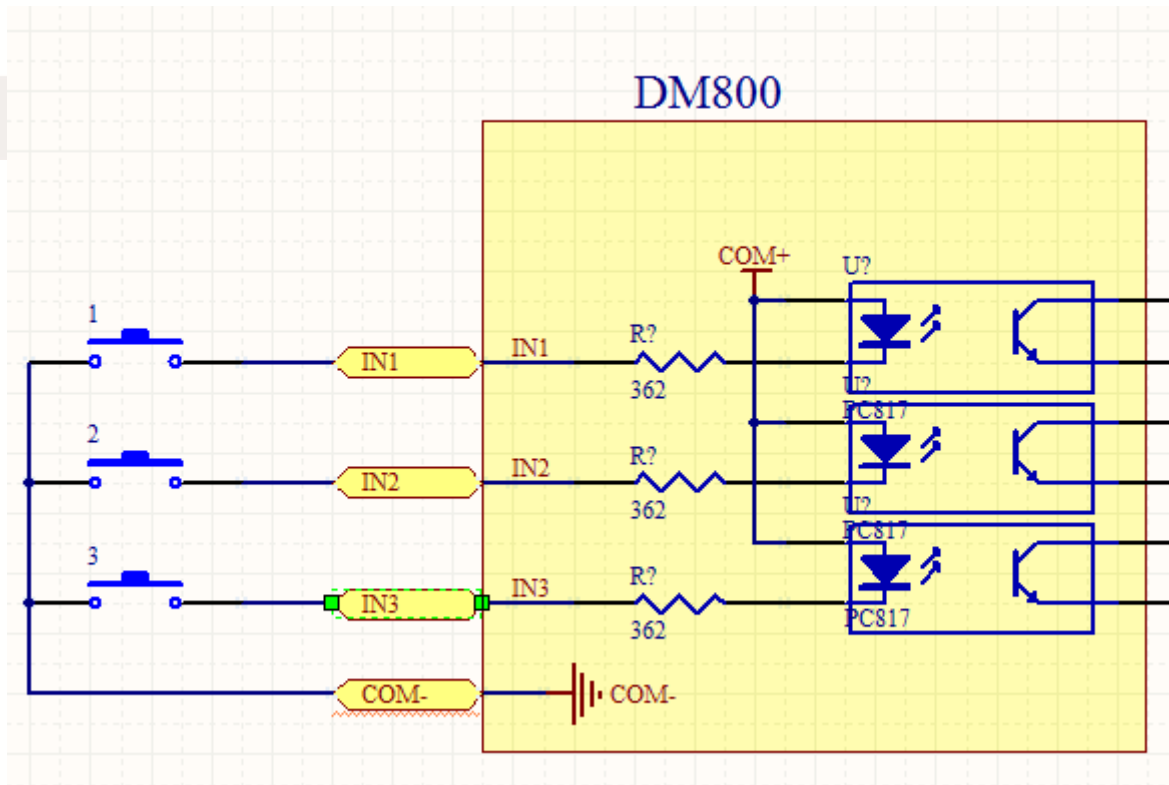 DM800
COM+
U?
1
IN1
IN1
R?
362
U?
PC817
2
IN2
IN2
R?
362
U?
PC817
3
IN3
IN3
R?
362
PC817
COM-
COM-